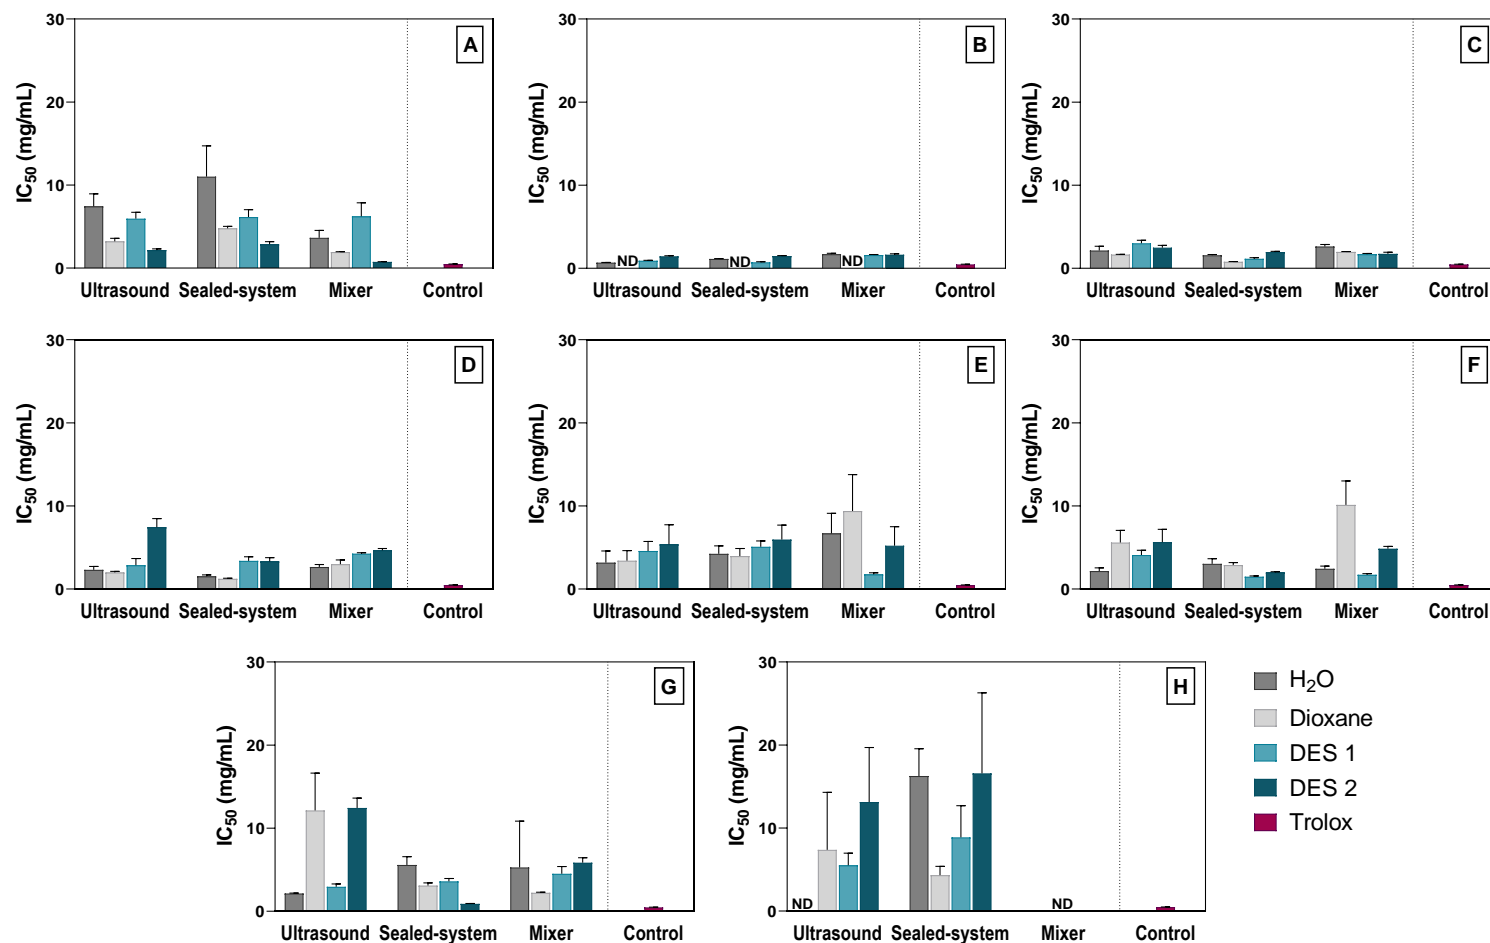 A
IC50 (mg/mL)
30
20
10
0
Ultrasound Sealed-system Mixer Control
B
IC50 (mg/mL)
30
20
10
0
ND ND ND
Ultrasound Sealed-system Mixer Control
C
IC50 (mg/mL)
30
20
10
0
Ultrasound Sealed-system Mixer Control
D
IC50 (mg/mL)
30
20
10
0
Ultrasound Sealed-system Mixer Control
E
IC50 (mg/mL)
30
20
10
0
Ultrasound Sealed-system Mixer Control
F
IC50 (mg/mL)
30
20
10
0
Ultrasound Sealed-system Mixer Control
G
IC50 (mg/mL)
30
20
10
0
Ultrasound Sealed-system Mixer Control
H
IC50 (mg/mL)
30
20
10
0
ND ND
Ultrasound Sealed-system Mixer Control
H2O
Dioxane
DES 1
DES 2
Trolox